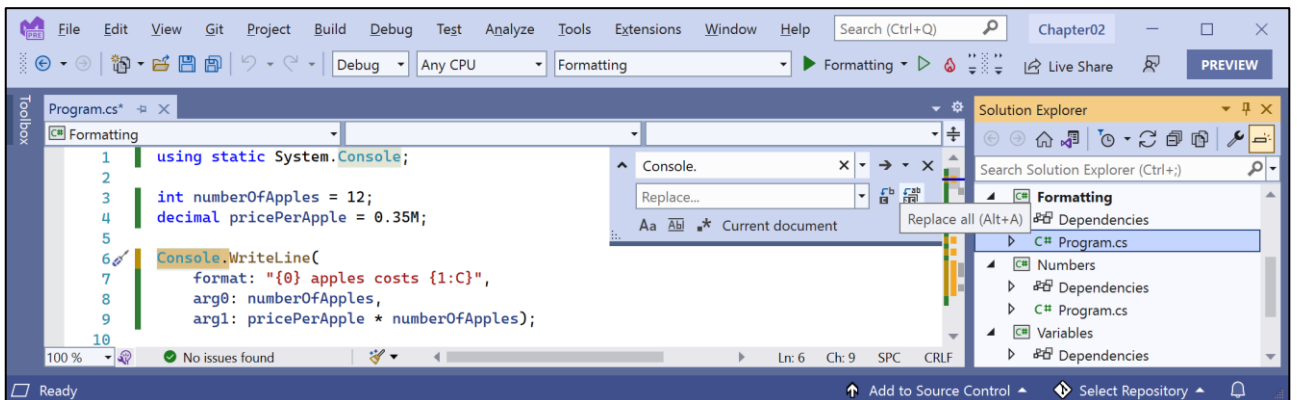 PRE File Edit View Git Project Build Debug Test Analyze Tools Extensions Window Help Search (Ctrl+Q) Chapter02
Debug Any CPU Formatting Formatting Live Share PREVIEW
Toolbox
Program.cs*
C# Formatting
1 using static System.Console;
2
3 int numberOfApples = 12;
4 decimal pricePerApple = 0.35M;
5
6 Console.WriteLine(
7 format: "{0} apples costs {1:C}",
8 arg0: numberOfApples,
9 arg1: pricePerApple * numberOfApples);
10
Console.
Replace...
Aa Abl .* Current document
Replace all (Alt+A)
100 % No issues found Ln: 6 Ch: 9 SPC CRLF
Solution Explorer
Search Solution Explorer (Ctrl+;)
C# Formatting
Dependencies
C# Program.cs
C# Numbers
Dependencies
C# Program.cs
C# Variables
Dependencies
Ready Add to Source Control Select Repository